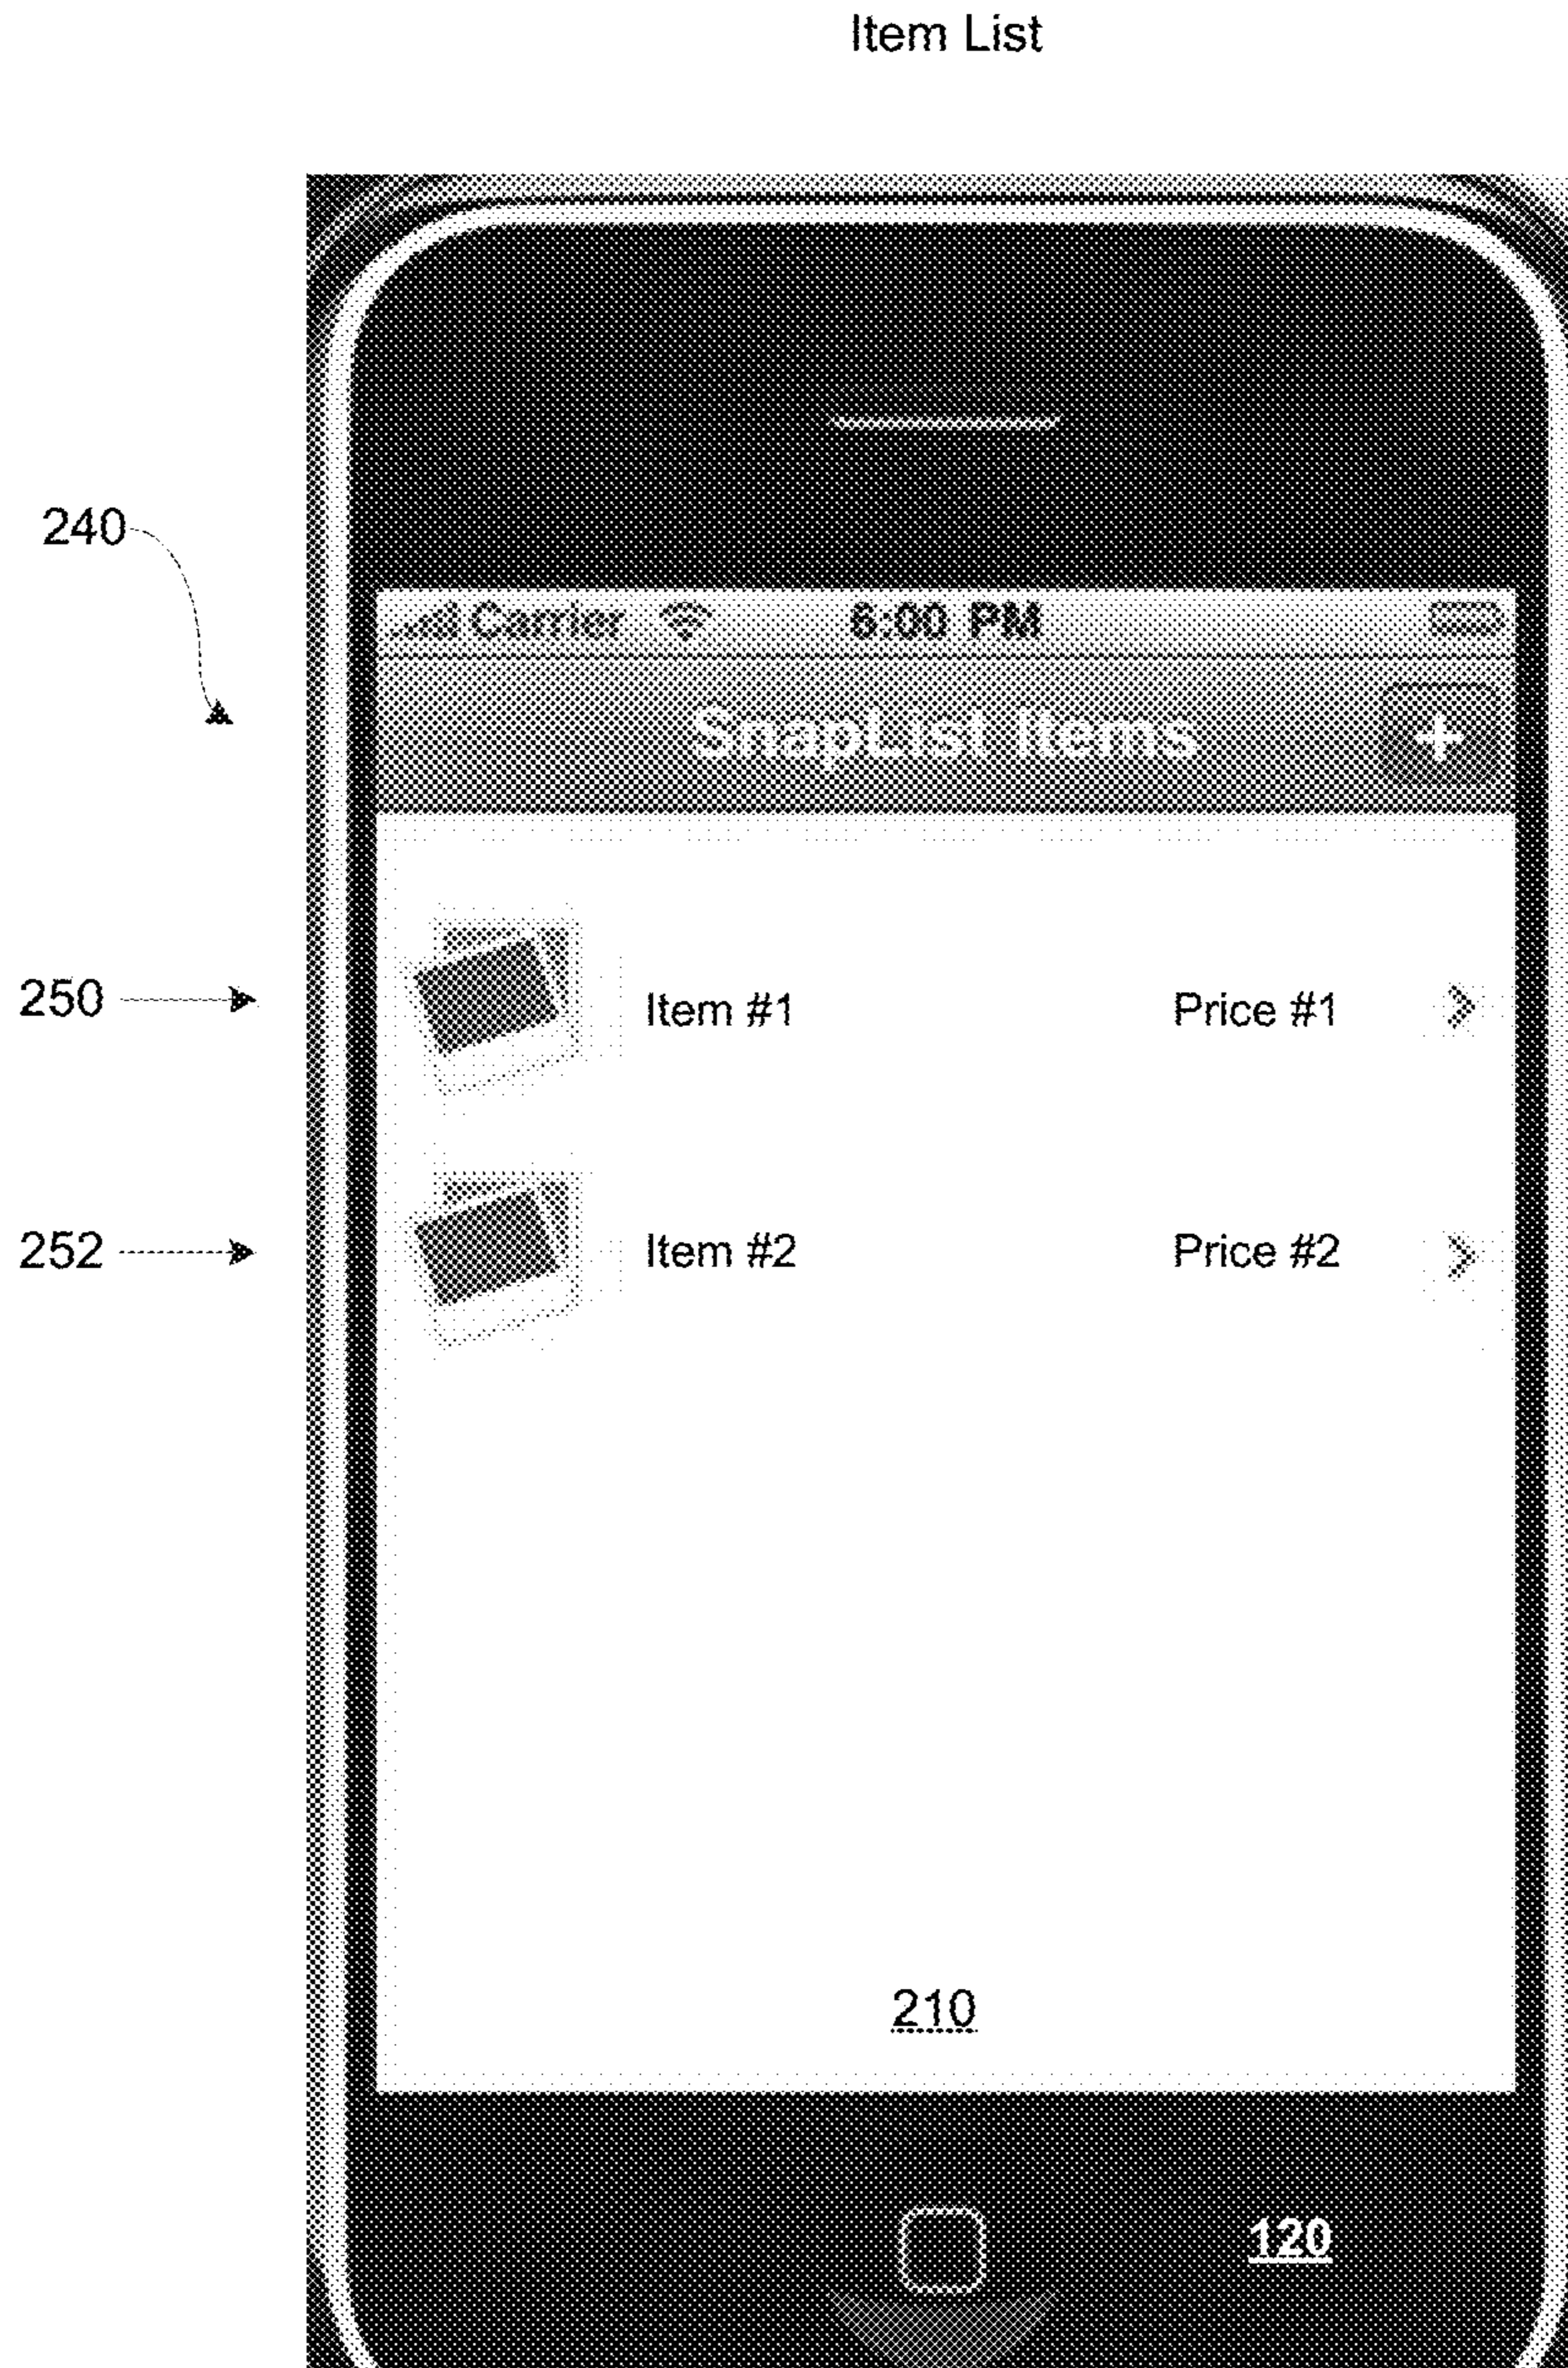 Item List
240
Carrier 6:00 PM
SnapList Items +
250 Item #1 Price #1 >
252 Item #2 Price #2 >
210
120